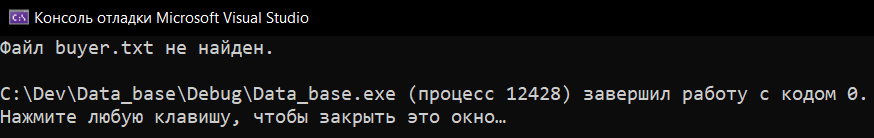 Консоль отладки Microsoft Visual Studio
Файл buyer.txt не найден.
C:\Dev\Data_base\Debug\Data_base.exe (процесс 12428) завершил работу с кодом 0.
Нажмите любую клавишу, чтобы закрыть это окно…